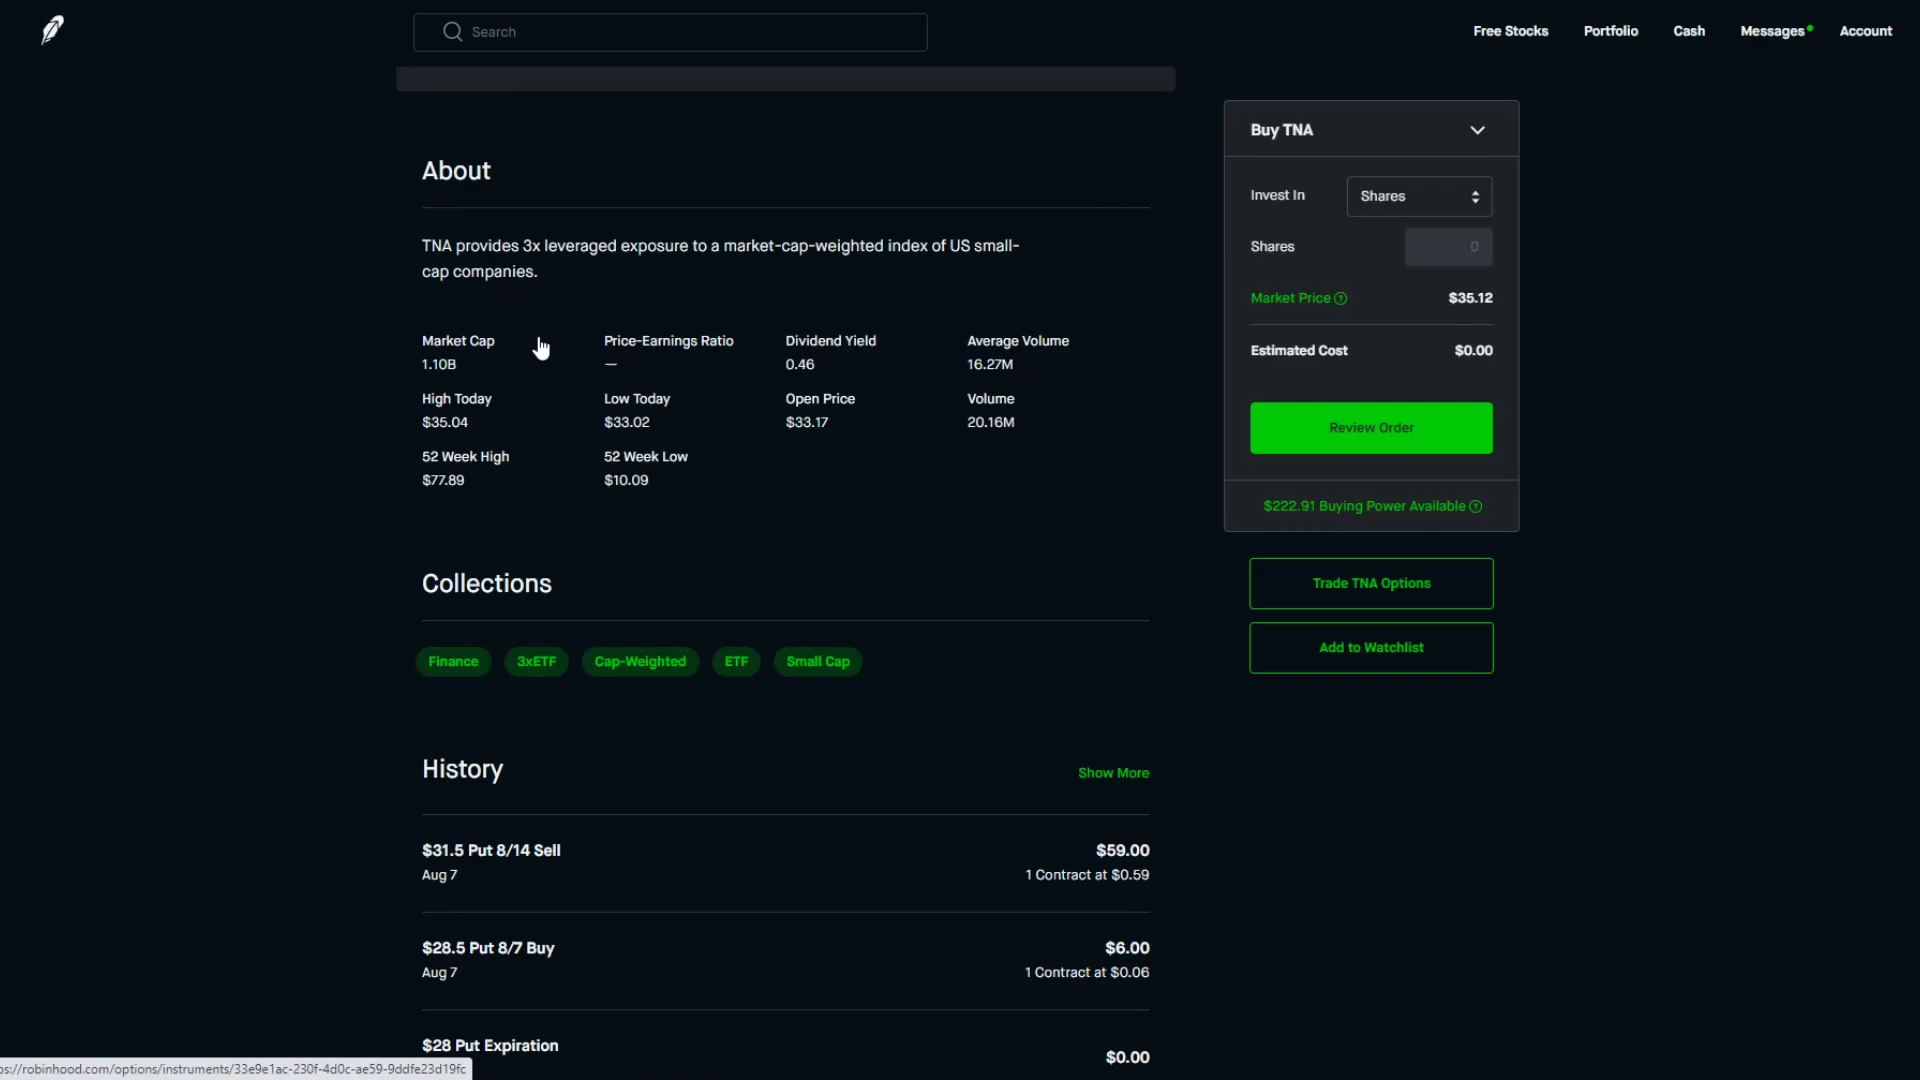 Search
Free Stocks
Portfolio
Cash
Messages
Account
About
TNA provides 3x leveraged exposure to a market-cap-weighted index of US small-
cap companies.
Market Cap
1.10B
Price-Earnings Ratio
—
Dividend Yield
0.46
Average Volume
16.27M
High Today
$35.04
Low Today
$33.02
Open Price
$33.17
Volume
20.16M
52 Week High
$77.89
52 Week Low
$10.09
Collections
Finance
3xETF
Cap-Weighted
ETF
Small Cap
History
Show More
$31.5 Put 8/14 Sell
$59.00
Aug 7
1 Contract at $0.59
$28.5 Put 8/7 Buy
$6.00
Aug 7
1 Contract at $0.06
$28 Put Expiration
$0.00
Buy TNA
Invest In
Shares
Shares
0
Market Price
$35.12
Estimated Cost
$0.00
Review Order
$222.91 Buying Power Available
Trade TNA Options
Add to Watchlist
ps://robinhood.com/options/instruments/33e9e1ac-230f-4d0c-ae59-9ddfe23d19fc